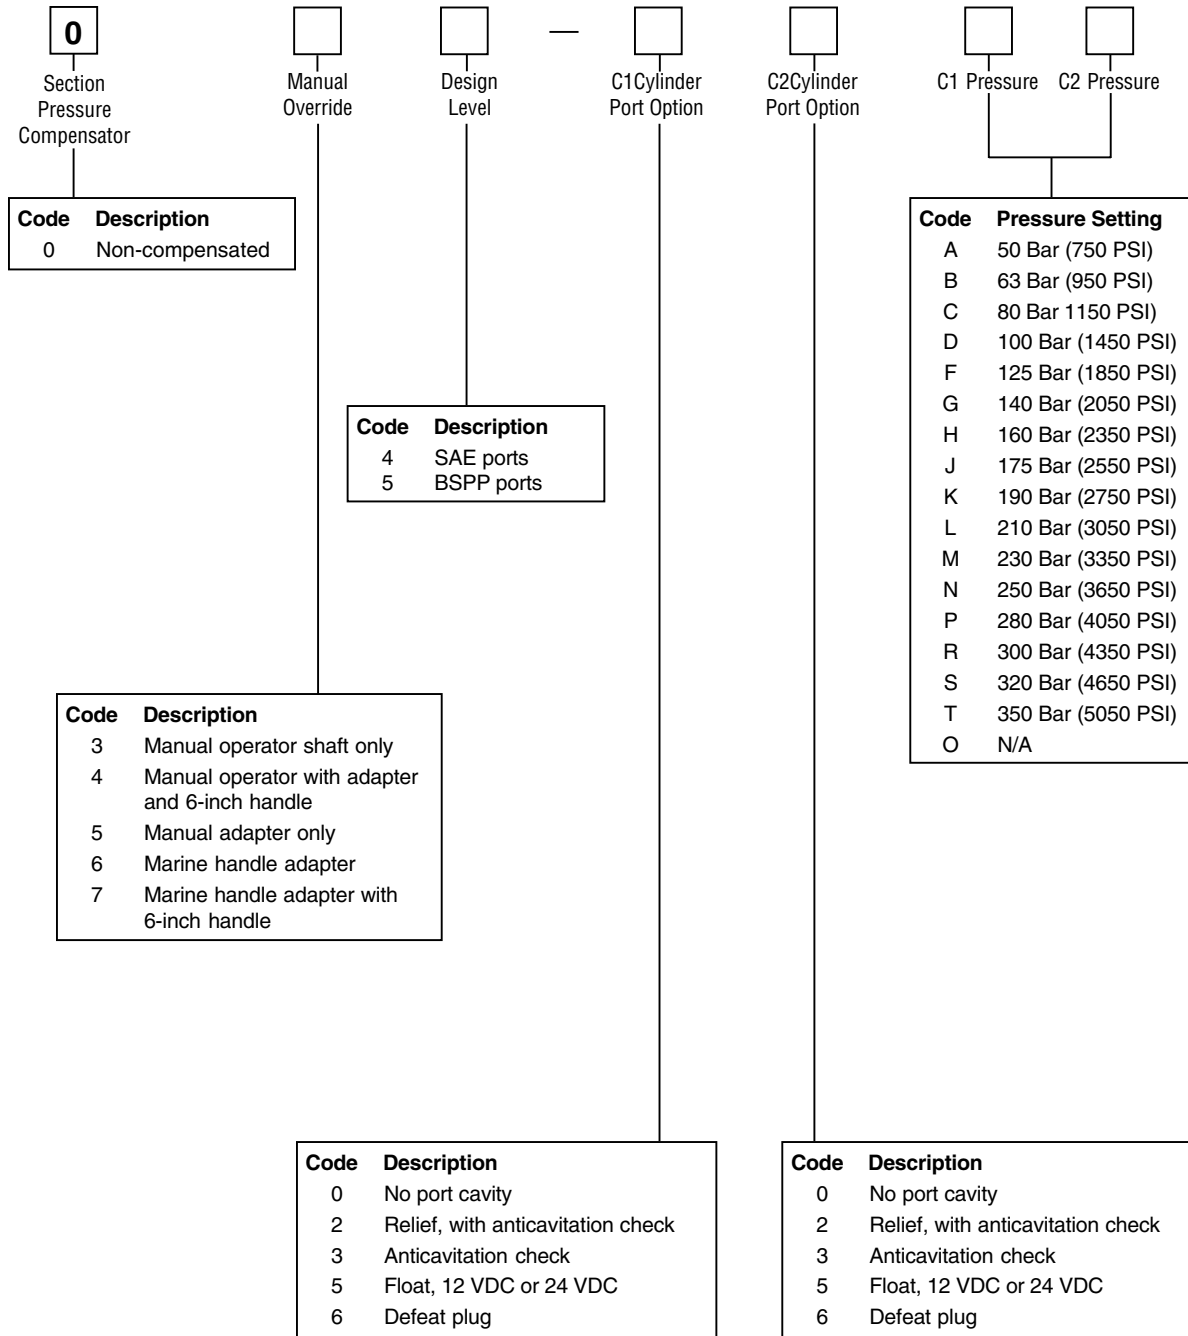 0
—
Section
Pressure
Compensator
Manual
Override
Design
Level
C1Cylinder
Port Option
C2Cylinder
Port Option
C1 Pressure
C2 Pressure
Code Description
0 Non-compensated
Code Pressure Setting
A 50 Bar (750 PSI)
B 63 Bar (950 PSI)
C 80 Bar 1150 PSI)
D 100 Bar (1450 PSI)
F 125 Bar (1850 PSI)
G 140 Bar (2050 PSI)
H 160 Bar (2350 PSI)
J 175 Bar (2550 PSI)
K 190 Bar (2750 PSI)
L 210 Bar (3050 PSI)
M 230 Bar (3350 PSI)
N 250 Bar (3650 PSI)
P 280 Bar (4050 PSI)
R 300 Bar (4350 PSI)
S 320 Bar (4650 PSI)
T 350 Bar (5050 PSI)
O N/A
Code Description
4 SAE ports
5 BSPP ports
Code Description
3 Manual operator shaft only
4 Manual operator with adapter
and 6-inch handle
5 Manual adapter only
6 Marine handle adapter
7 Marine handle adapter with
6-inch handle
Code Description
0 No port cavity
2 Relief, with anticavitation check
3 Anticavitation check
5 Float, 12 VDC or 24 VDC
6 Defeat plug
Code Description
0 No port cavity
2 Relief, with anticavitation check
3 Anticavitation check
5 Float, 12 VDC or 24 VDC
6 Defeat plug